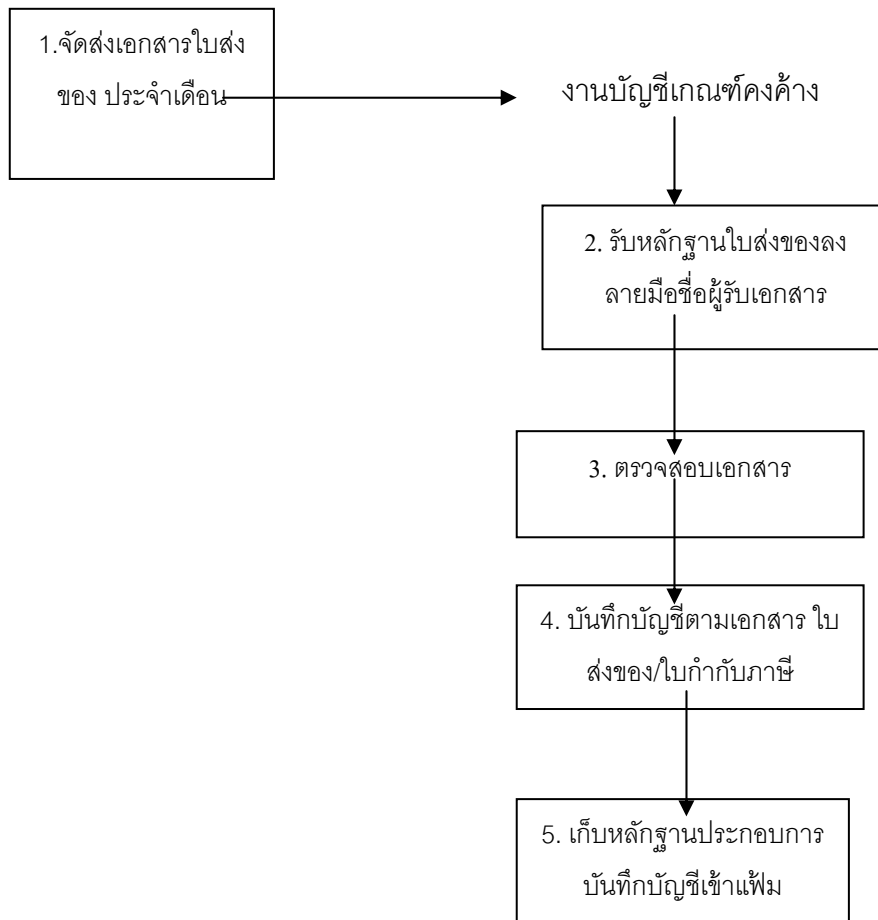 1.จัดส่งเอกสารใบส่ง
ของ ประจำเดือน
งานบัญชีเกณฑ์คงค้าง
2. รับหลักฐานใบส่งของลง
ลายมือชื่อผู้รับเอกสาร
3. ตรวจสอบเอกสาร
4. บันทึกบัญชีตามเอกสาร ใบ
ส่งของ/ใบกำกับภาษี
5. เก็บหลักฐานประกอบการ
บันทึกบัญชีเข้าแฟ้ม